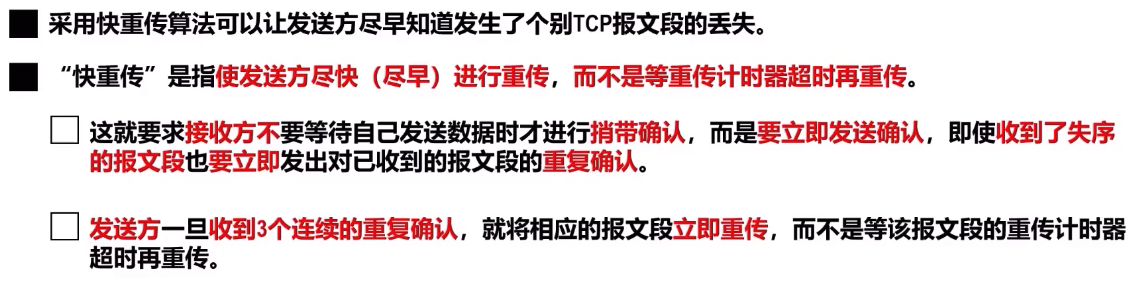 采用快重传算法可以让发送方尽早知道发生了个别TCP报文段的丢失。
“快重传”是指使发送方尽快（尽早）进行重传，而不是等重传计时器超时再重传。
这就要求接收方不要等待自己发送数据时才进行捎带确认，而是要立即发送确认，即使收到了失序
的报文段也要立即发出对已收到的报文段的重复确认。
发送方一旦收到3个连续的重复确认，就将相应的报文段立即重传，而不是等该报文段的重传计时器
超时再重传。